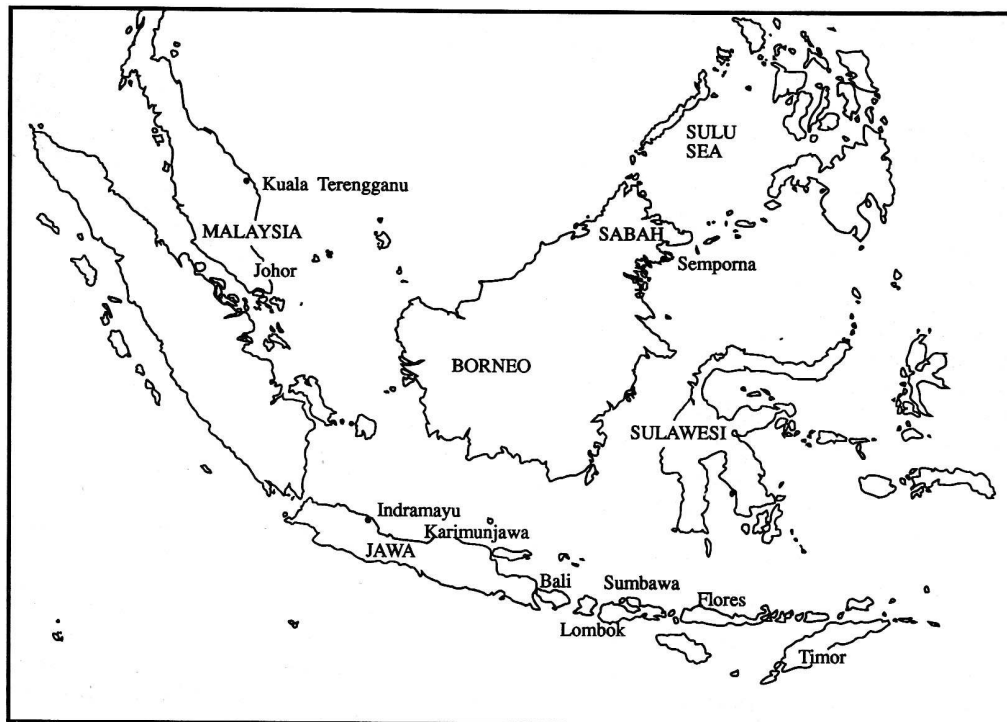 SULU
SEA
Kuala Terengganu
MALAYSIA
SABAH
Johor
Semporna
BORNEO
SULAWESI
Indramayu
Karimunjawa
JAWA
Bali
Sumbawa
Flores
Lombok
Timor